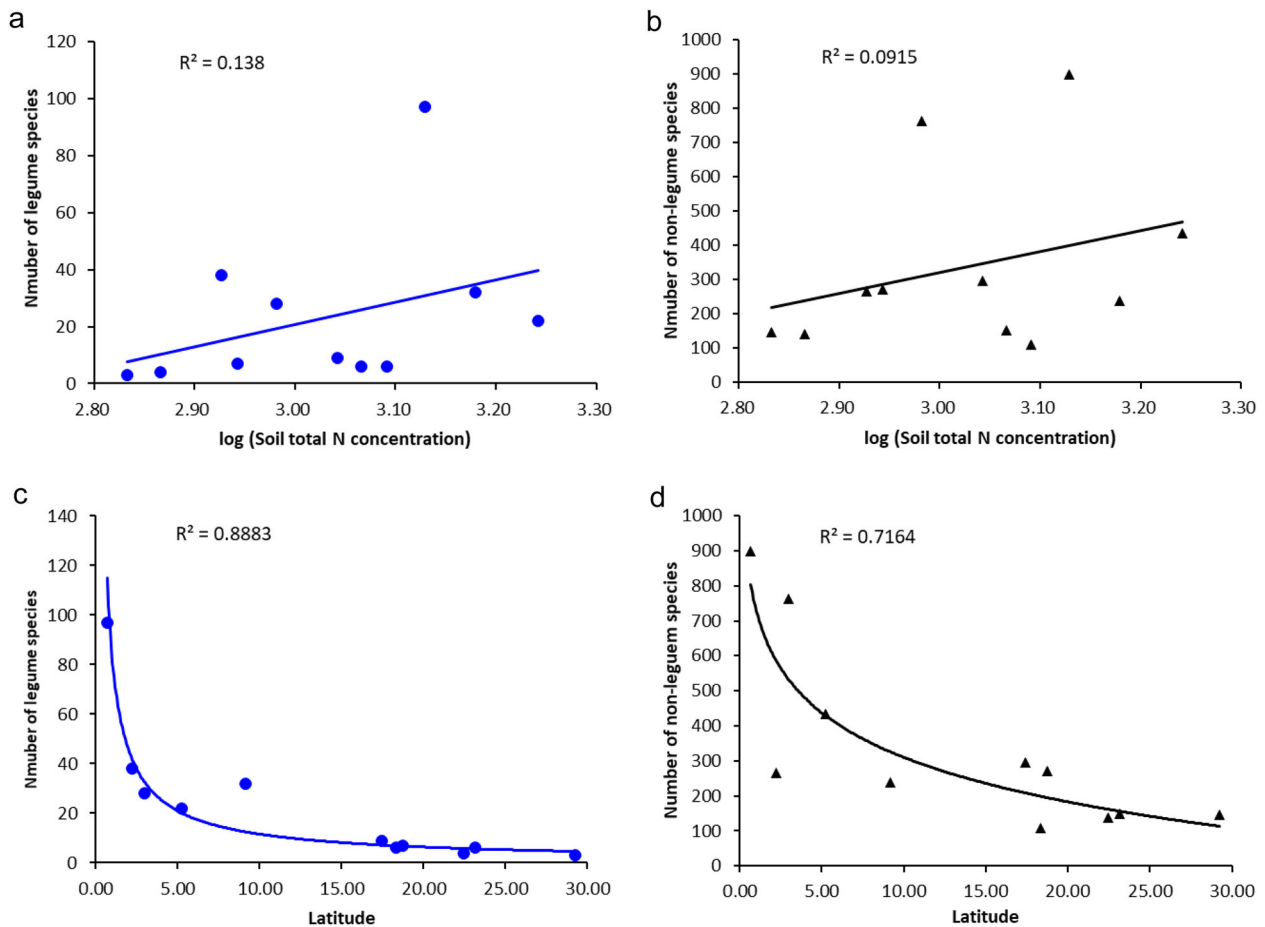 a
R² = 0.138
Nmuber of legume species
120
100
80
60
40
20
0
2.80 2.90 3.00 3.10 3.20 3.30
log (Soil total N concentration)
b
R² = 0.0915
Nmuber of non-legume species
1000
900
800
700
600
500
400
300
200
100
0
2.80 2.90 3.00 3.10 3.20 3.30
log (Soil total N concentration)
c
R² = 0.8883
Nmuber of legume species
140
120
100
80
60
40
20
0
0.00 5.00 10.00 15.00 20.00 25.00 30.00
Latitude
d
R² = 0.7164
Number of non-leguem species
1000
900
800
700
600
500
400
300
200
100
0
0.00 5.00 10.00 15.00 20.00 25.00 30.00
Latitude